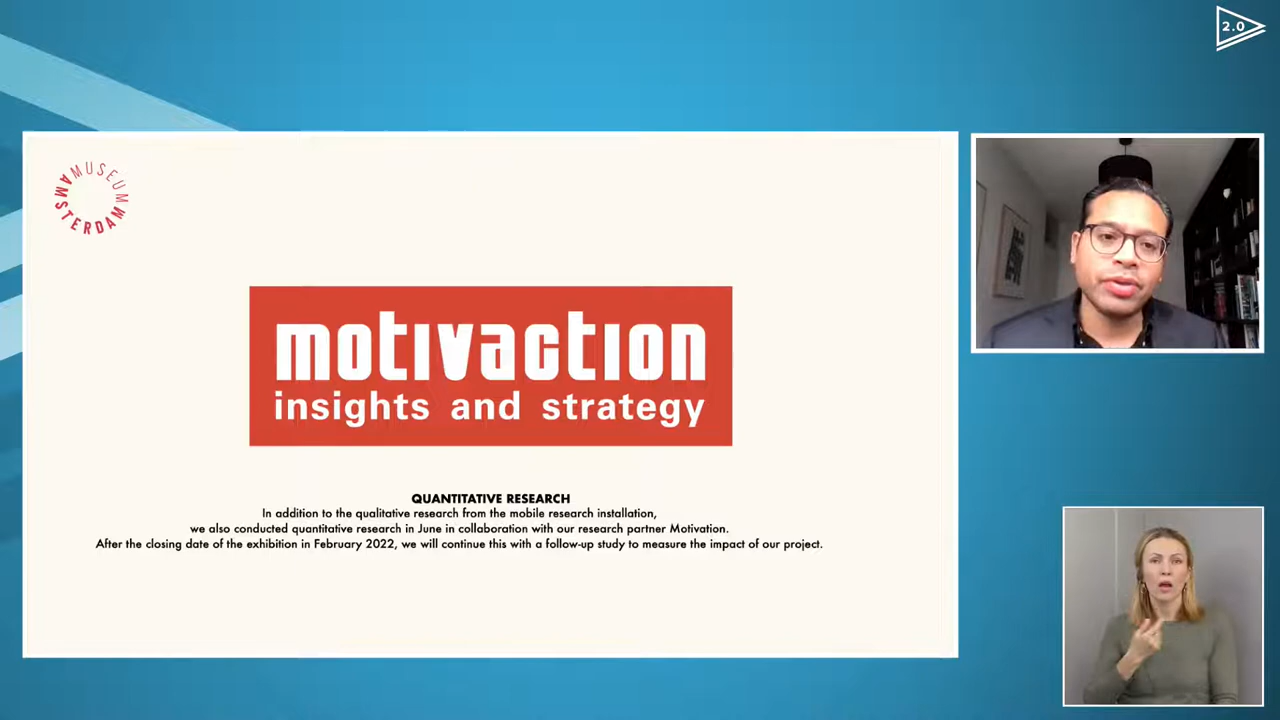 2.0
AMSTERDAM
MUSEUM
motivaction
insights and strategy
QUANTITATIVE RESEARCH
In addition to the qualitative research from the mobile research installation,
we also conducted quantitative research in June in collaboration with our research partner Motivation.
After the closing date of the exhibition in February 2022, we will continue this with a follow-up study to measure the impact of our project.